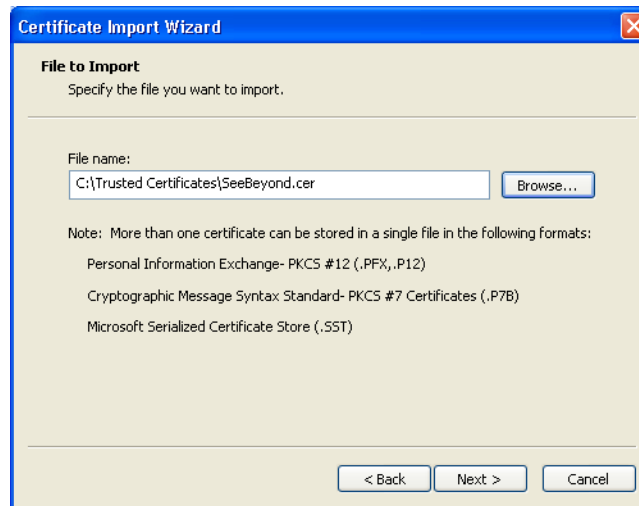 Certificate Import Wizard
File to Import
Specify the file you want to import.
File name:
C:\Trusted Certificates\SeeBeyond.cer
Browse...
Note:  More than one certificate can be stored in a single file in the following formats:
Personal Information Exchange- PKCS #12 (.PFX,.P12)
Cryptographic Message Syntax Standard- PKCS #7 Certificates (.P7B)
Microsoft Serialized Certificate Store (.SST)
< Back Next > Cancel